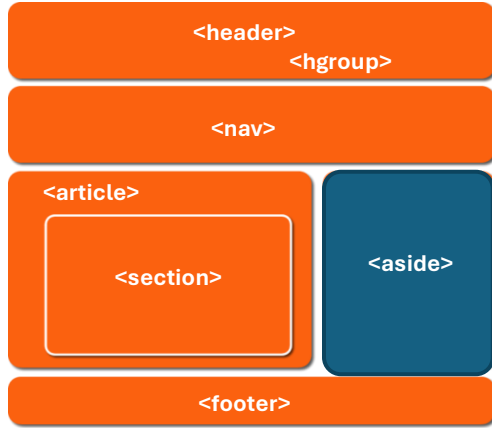 <header>
<hgroup>
<nav>
<article>
<section>
<aside>
<footer>